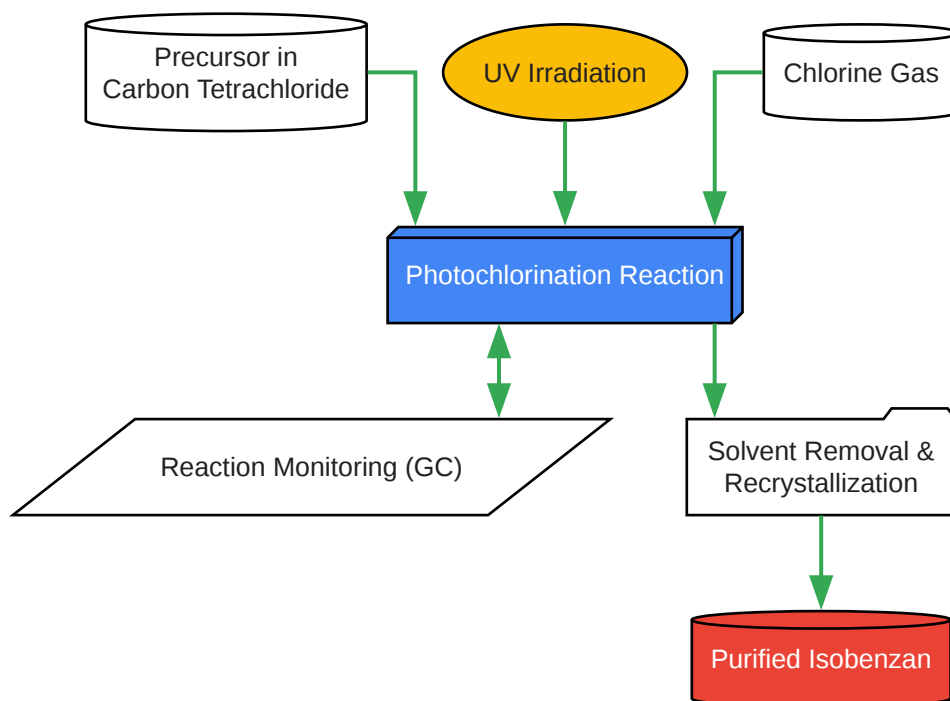 Precursor in
Carbon Tetrachloride
UV Irradiation
Chlorine Gas
Photochlorination Reaction
Reaction Monitoring (GC)
Solvent Removal &
Recrystallization
Purified Isobenzan